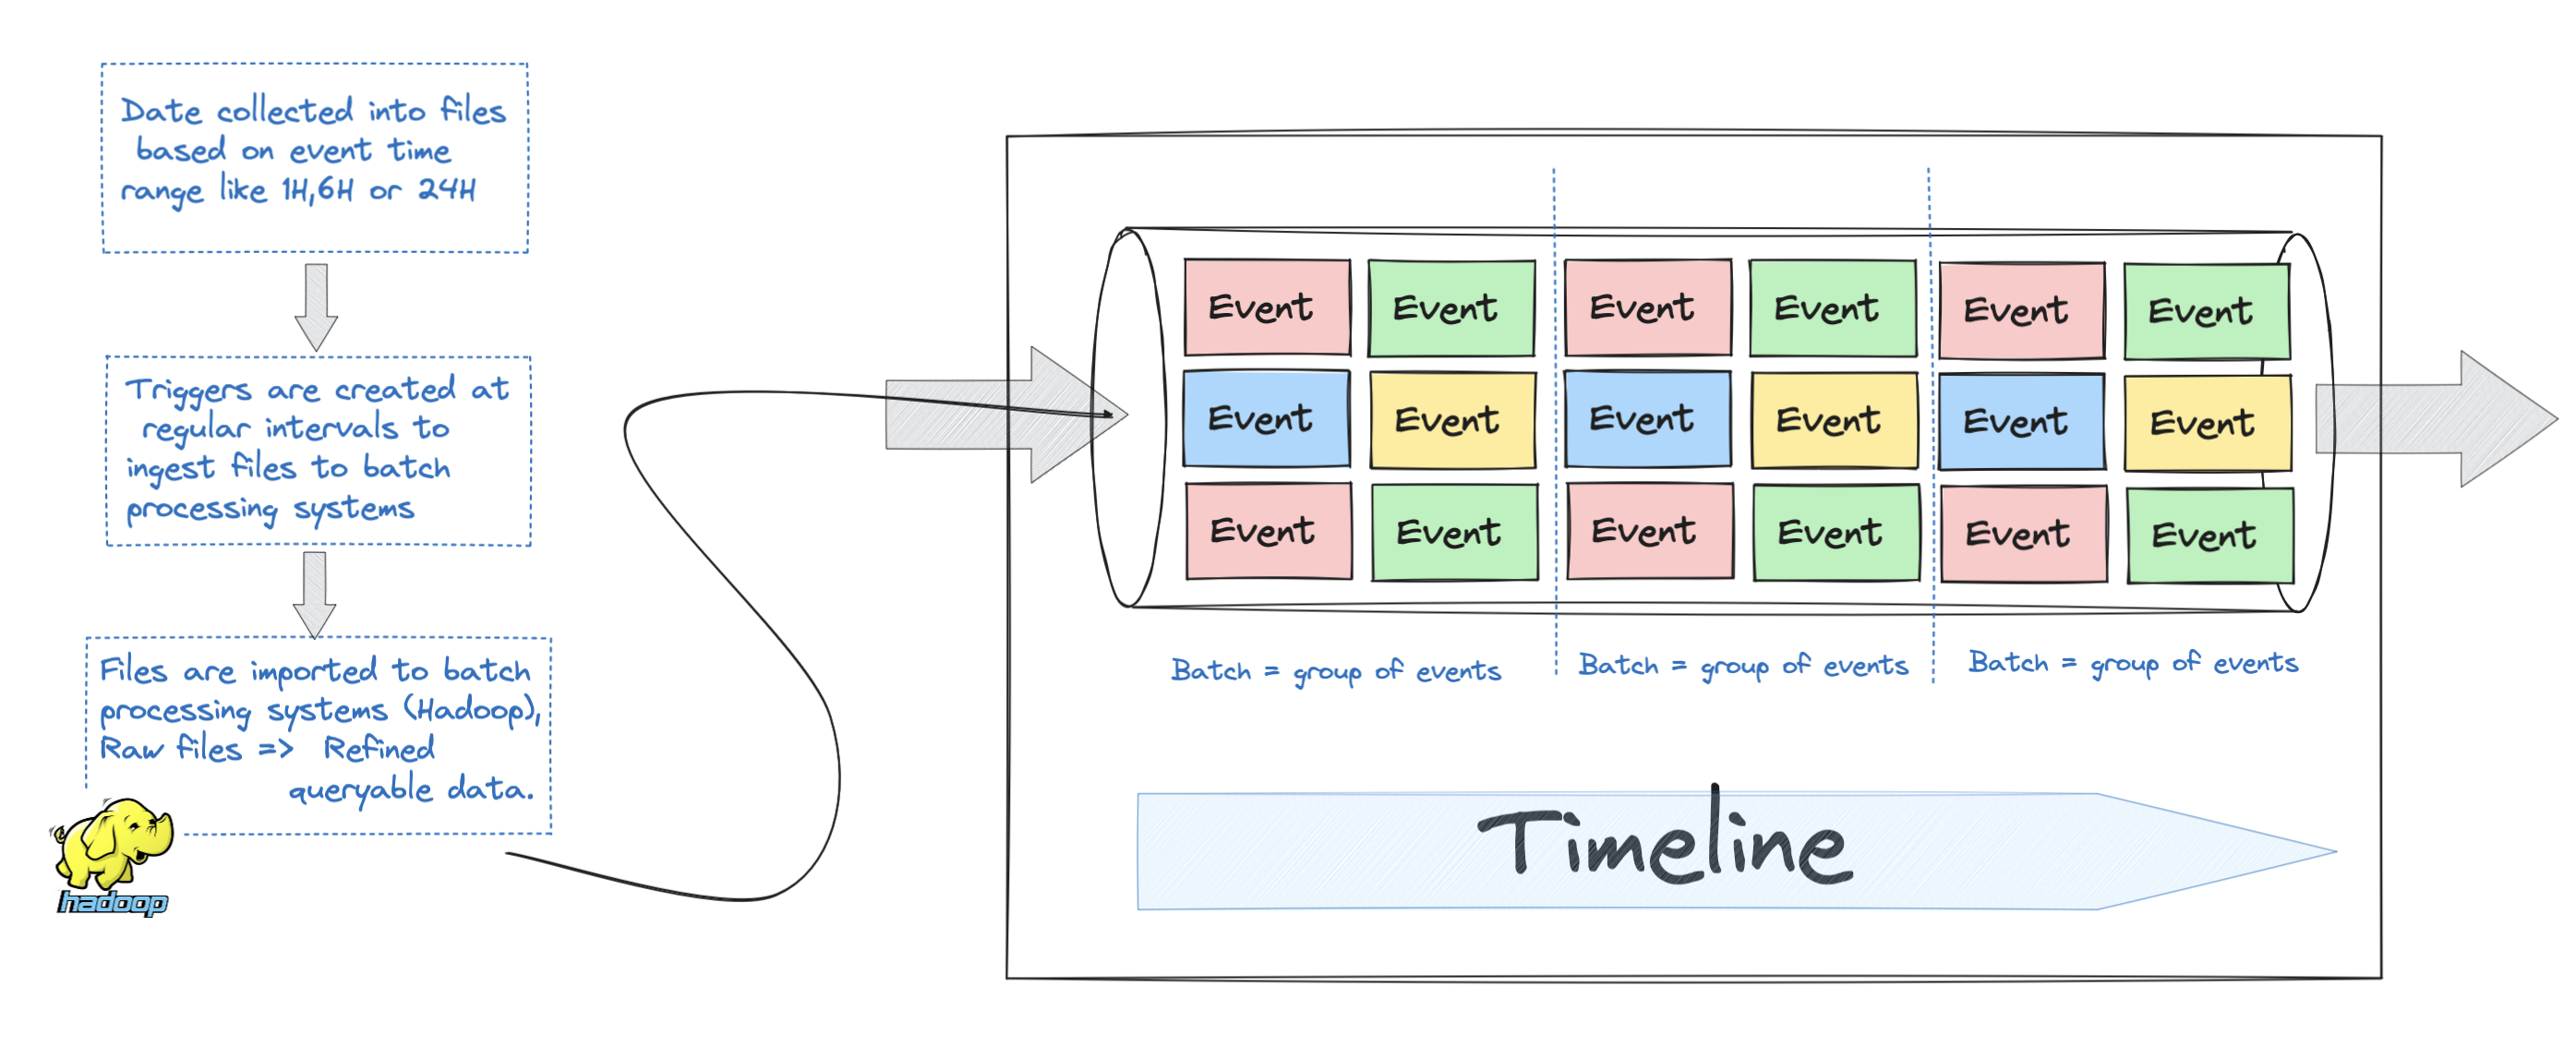 Date collected into files
based on event time
range like 1H,6H or 24H
Triggers are created at
regular intervals to
ingest files to batch
processing systems
Files are imported to batch
processing systems (Hadoop),
Raw files => Refined
queryable data.
hadoop
Event Event Event Event Event Event
Event Event Event Event Event Event
Event Event Event Event Event Event
Batch = group of events
Batch = group of events
Batch = group of events
Timeline